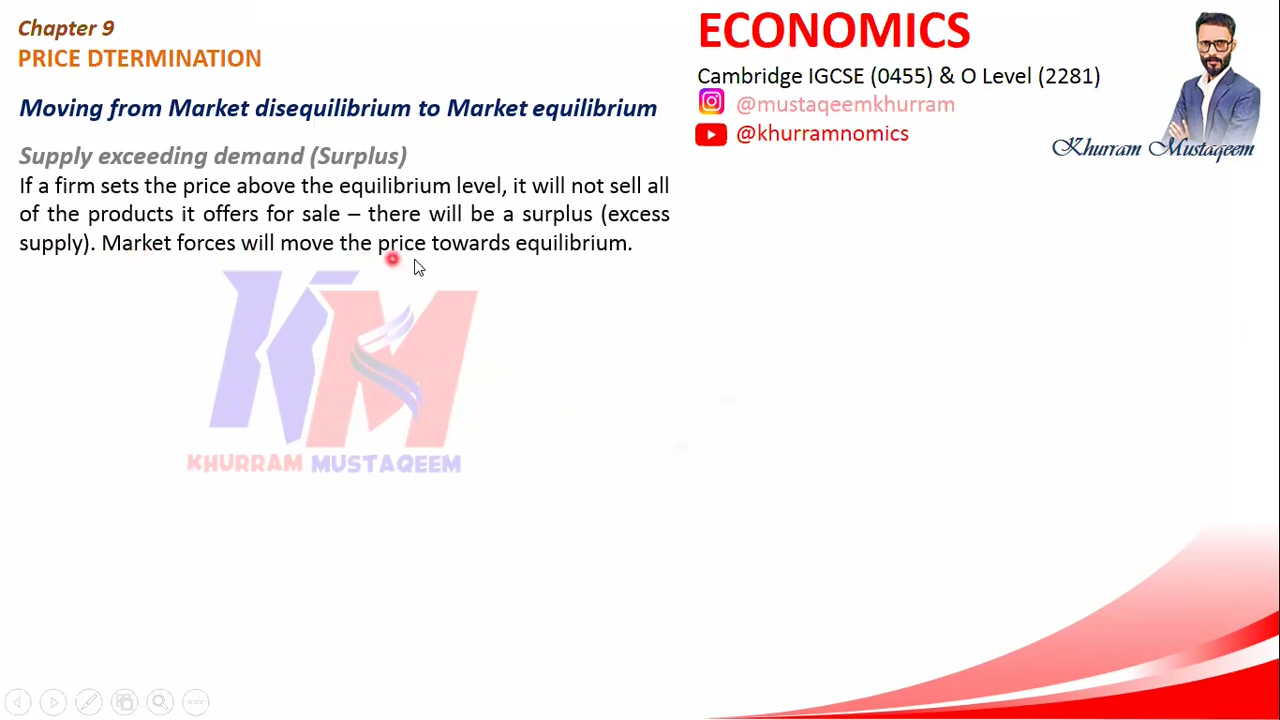 Chapter 9
PRICE DTERMINATION
Moving from Market disequilibrium to Market equilibrium
Supply exceeding demand (Surplus)
If a firm sets the price above the equilibrium level, it will not sell all
of the products it offers for sale – there will be a surplus (excess
supply). Market forces will move the price towards equilibrium.
KM
KHURRAM MUSTAQEEM
ECONOMICS
Cambridge IGCSE (0455) & O Level (2281)
@mustaqeemkhurram
@khurramnomics
Khurram Mustaqeem